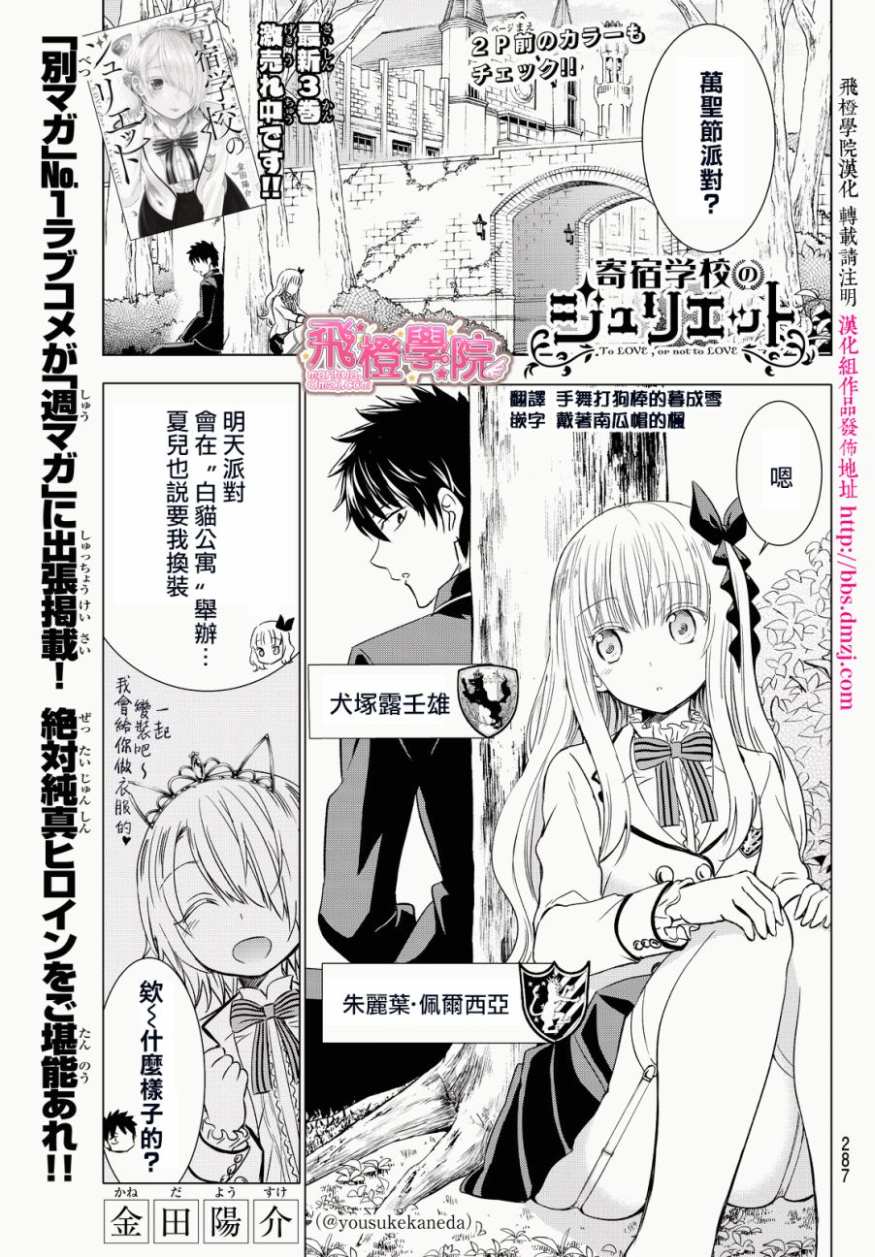 飛橙學院漢化 轉載請注明 漢化組作品發佈地址 http://bbs.dmzj.com
2P前のカラーも
チェック!!
萬聖節派對?
最新3巻
激売れ中です!!
寄宿学校の
ジュリエット
金田陽介
寄宿学校の
ジュリエット
To LOVE, or not to LOVE
飛橙學院
翻譯 手舞打狗棒的暮成雪
嵌字 戴著南瓜帽的楓
嗯
犬塚露壬雄
朱麗葉·佩爾西亞
明天派對
會在〝白貓公寓〞舉辦…
夏兒也說要我換裝
一起
變裝吧～
我會給你做衣服的♥
欸～什麼樣子的?
金田陽介
(@yousukekaneda)
287
「別マガ」No.1ラブコメが「週マガ」に出張掲載! 絶対純真ヒロインをご堪能あれ!!